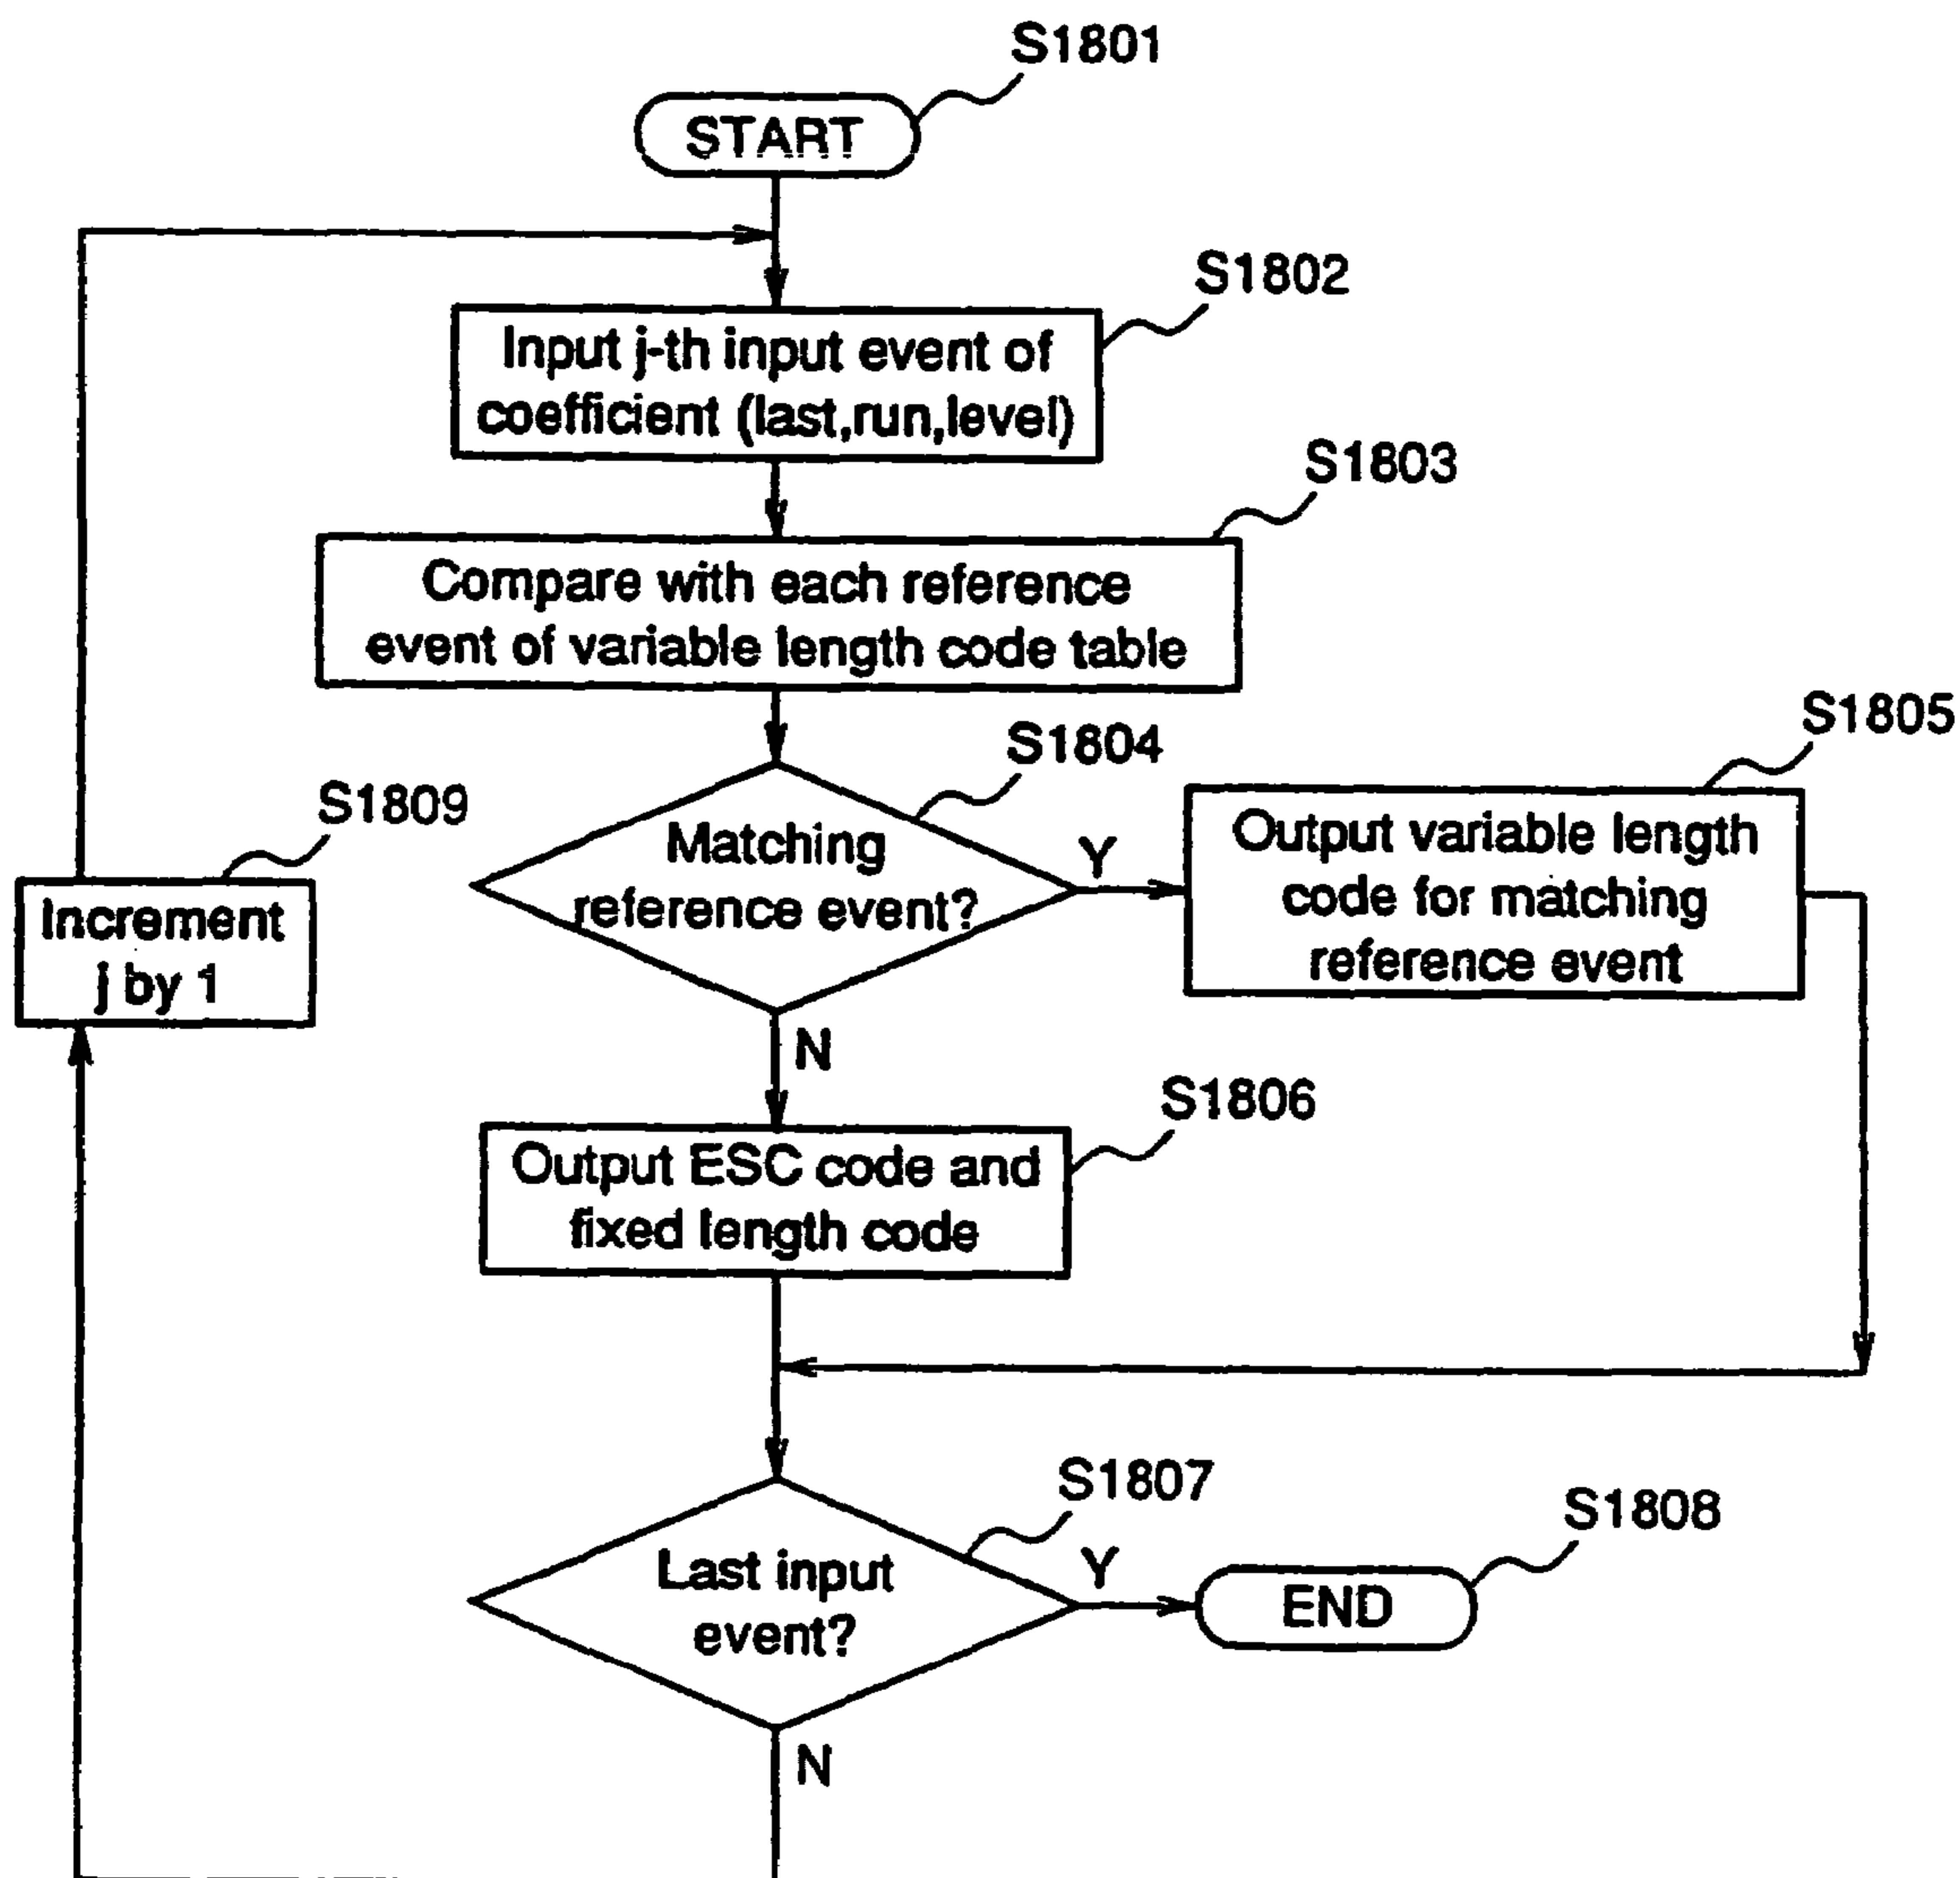 S1801
START
S1802
Input j-th input event of
coefficient (last,run,level)
S1803
Compare with each reference
event of variable length code table
S1804
Matching
reference event?
Y
S1805
Output variable length
code for matching
reference event
S1809
Increment
j by 1
N
S1806
Output ESC code and
fixed length code
S1807
Last input
event?
Y
S1808
END
N